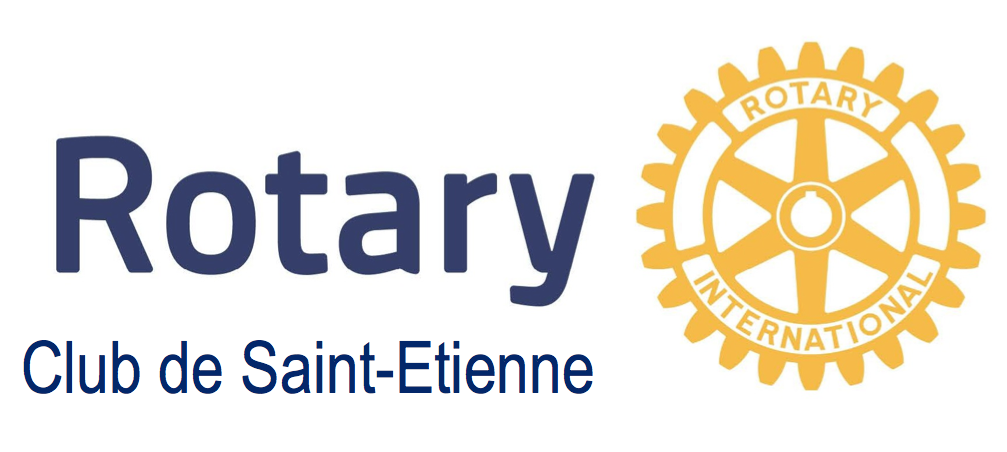 Rotary
Club de Saint-Etienne
ROTARY
INTERNATIONAL